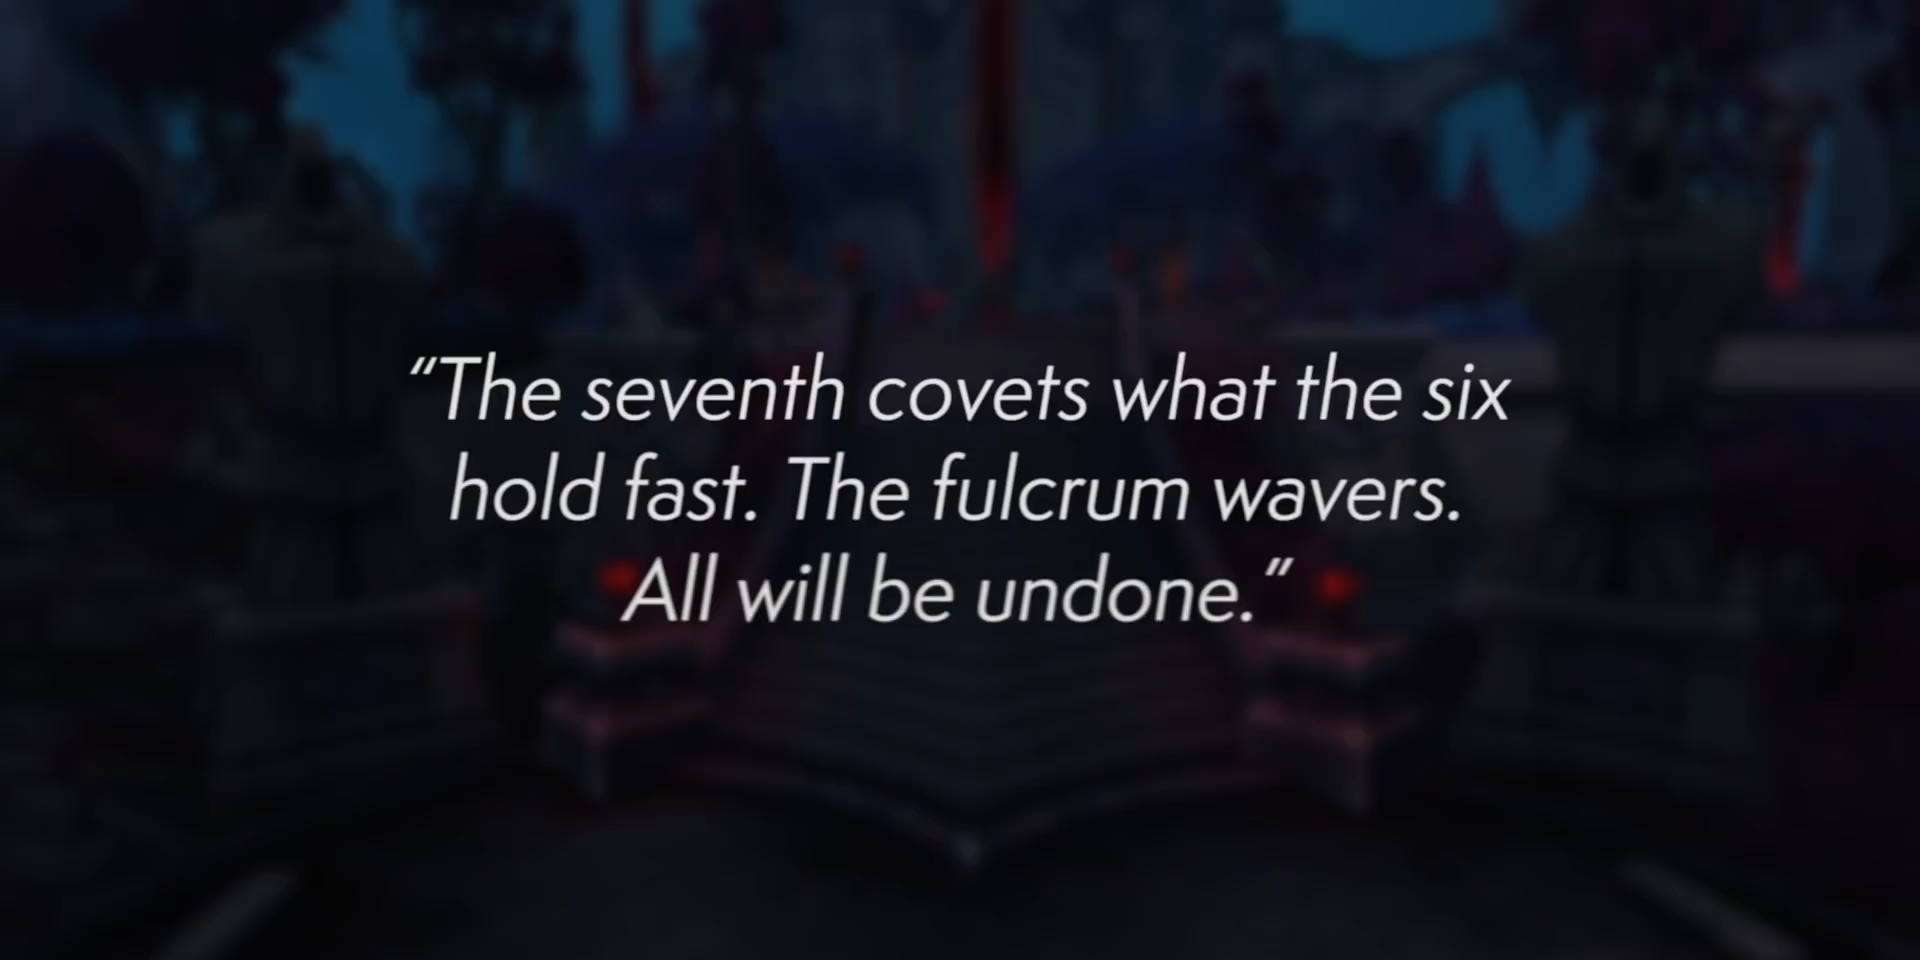 “The seventh covets what the six
hold fast. The fulcrum wavers.
All will be undone.”